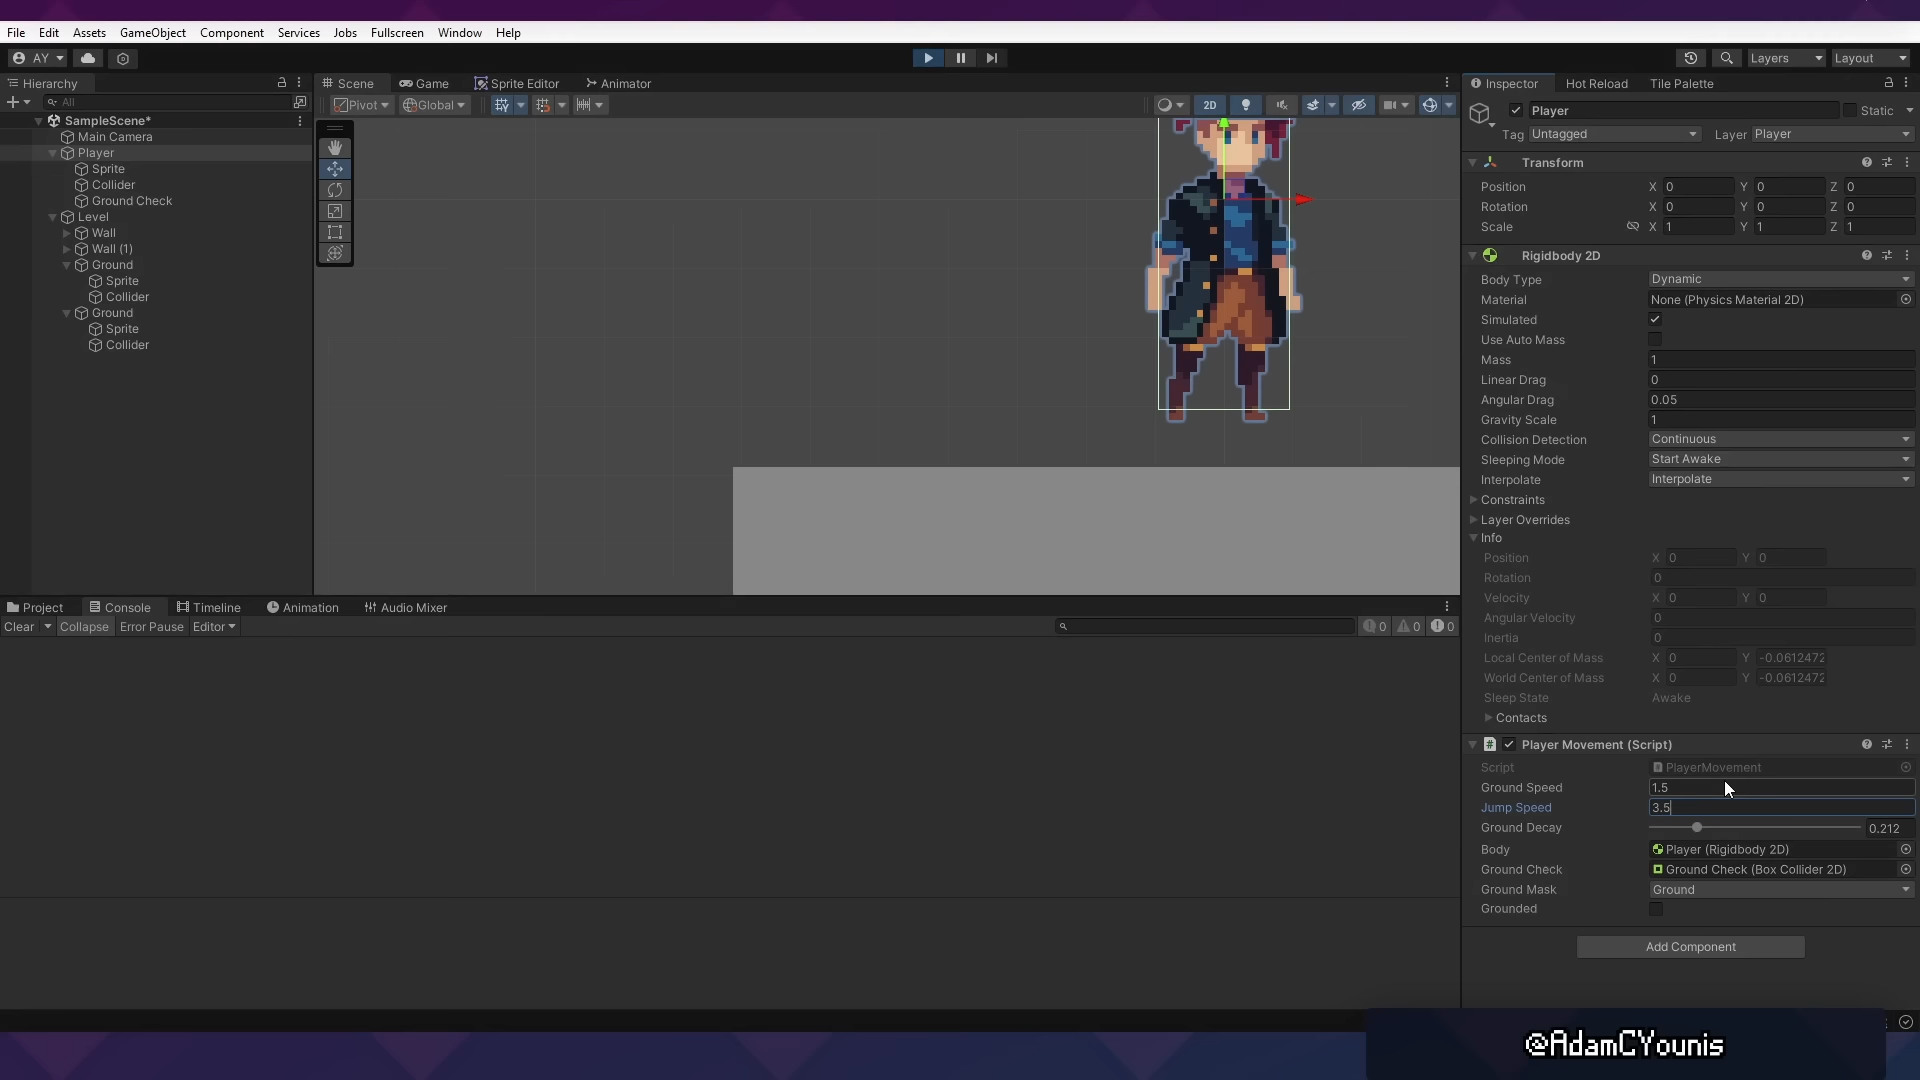 File Edit Assets GameObject Component Services Jobs Fullscreen Window Help
AY Layers Layout
Hierarchy Scene Game Sprite Editor Animator Inspector Hot Reload Tile Palette
All Pivot Global 2D
Player Static
SampleScene*
Main Camera
Tag Untagged Layer Player
Player
Transform
Sprite
Position X 0 Y 0 Z 0
Collider
Rotation X 0 Y 0 Z 0
Ground Check
Scale X 1 Y 1 Z 1
Level
Wall
Wall (1)
Rigidbody 2D
Ground
Body Type Dynamic
Sprite
Material None (Physics Material 2D)
Collider
Simulated
Ground
Use Auto Mass
Sprite
Mass 1
Collider
Linear Drag 0
Angular Drag 0.05
Gravity Scale 1
Collision Detection Continuous
Sleeping Mode Start Awake
Interpolate Interpolate
Constraints
Layer Overrides
Info
Position X 0 Y 0
Rotation 0
Velocity X 0 Y 0
Project Console Timeline Animation Audio Mixer
Angular Velocity 0
Clear Collapse Error Pause Editor 0 0 0
Inertia 0
Local Center of Mass X 0 Y -0.0612472
World Center of Mass X 0 Y -0.0612472
Sleep State Awake
Contacts
# Player Movement (Script)
Script PlayerMovement
Ground Speed 1.5
Jump Speed 3.5
Ground Decay 0.212
Body Player (Rigidbody 2D)
Ground Check Ground Check (Box Collider 2D)
Ground Mask Ground
Grounded
Add Component
@AdamCYounis